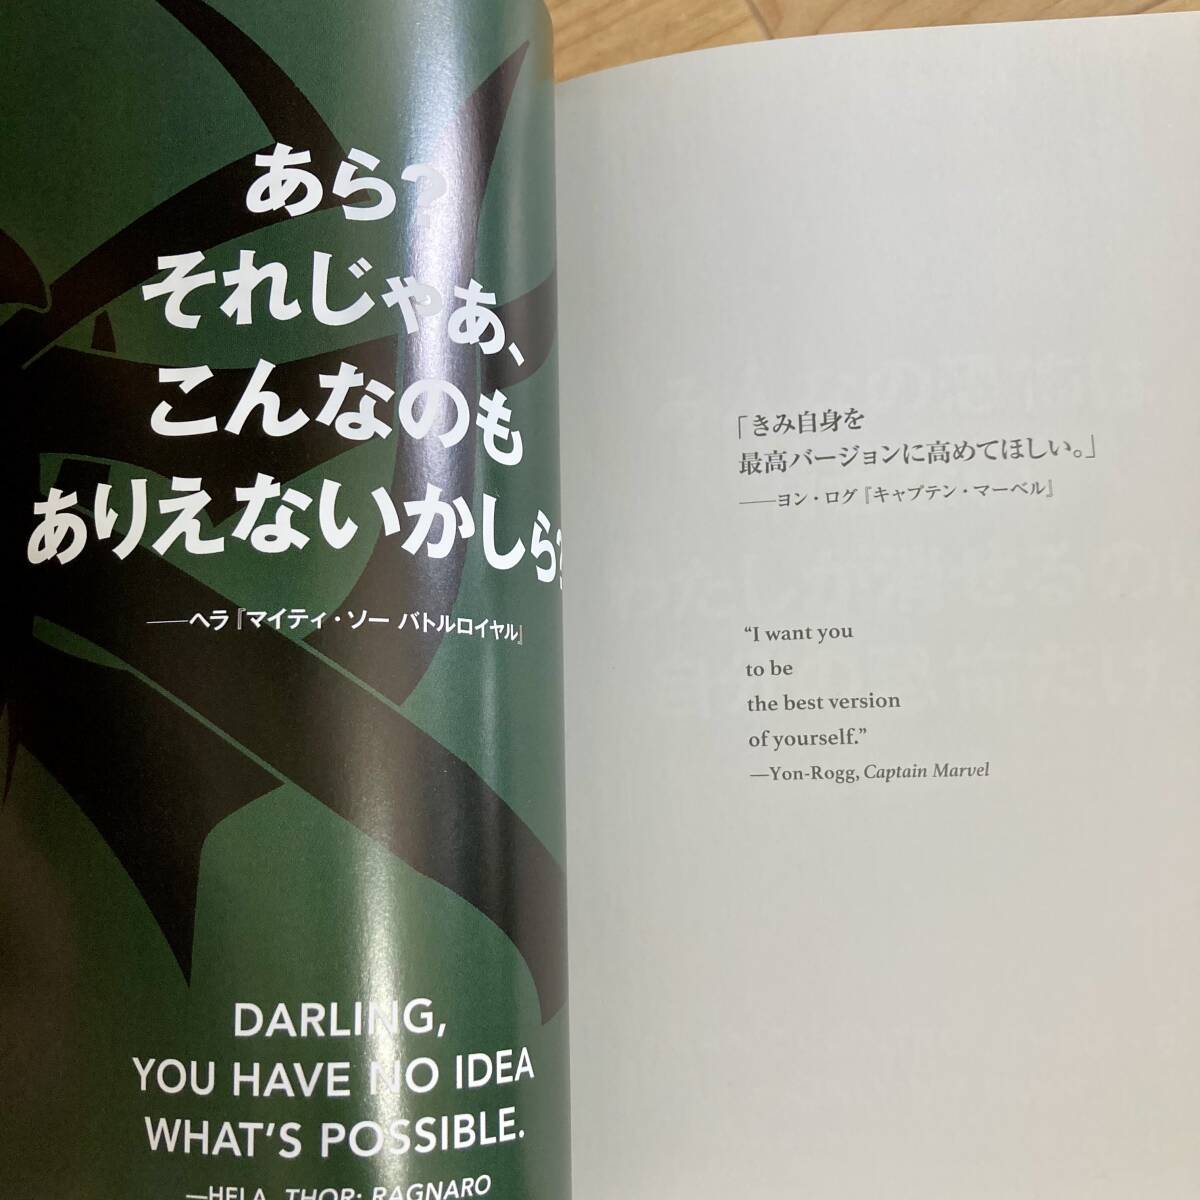 あら?
それじゃあ、
こんなのも
ありえないかしら?
——ヘラ『マイティ・ソー バトルロイヤル』
DARLING,
YOU HAVE NO IDEA
WHAT'S POSSIBLE.
—HELA, THOR: RAGNARO
「きみ自身を
最高バージョンに高めてほしい。」
——ヨン・ログ『キャプテン・マーベル』
“I want you
to be
the best version
of yourself.”
—Yon-Rogg, Captain Marvel